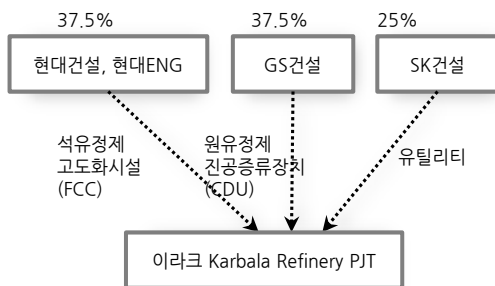 37.5%
37.5%
25%
현대건설, 현대ENG
GS건설
SK건설
석유정제
고도화시설
(FCC)
원유정제
진공증류장치
(CDU)
유틸리티
이라크 Karbala Refinery PJT